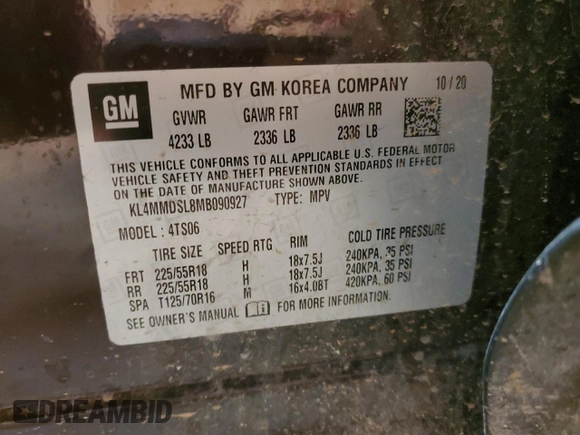 GM
MFD BY GM KOREA COMPANY 10/20
GVWR GAWR FRT GAWR RR
4233 LB 2336 LB 2336 LB
THIS VEHICLE CONFORMS TO ALL APPLICABLE U.S. FEDERAL MOTOR
VEHICLE SAFETY AND THEFT PREVENTION STANDARDS IN EFFECT
ON THE DATE OF MANUFACTURE SHOWN ABOVE.
KL4MMDSL8MB090927 TYPE: MPV
MODEL: 4TS06
TIRE SIZE SPEED RTG RIM COLD TIRE PRESSURE
FRT 225/55R18 H 18x7.5J 240KPA, 35 PSI
RR 225/55R18 H 18x7.5J 240KPA, 35 PSI
SPA T125/70R16 M 16x4.0BT 420KPA, 60 PSI
SEE OWNER'S MANUAL FOR MORE INFORMATION.
DREAMBID